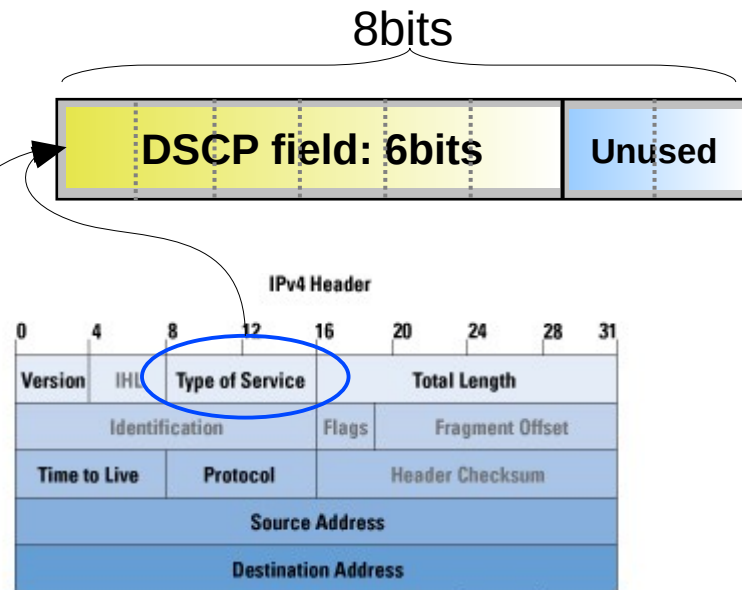 8bits
DSCP field: 6bits Unused
IPv4 Header
0 4 8 12 16 20 24 28 31
Version IHL Type of Service Total Length
Identification Flags Fragment Offset
Time to Live Protocol Header Checksum
Source Address
Destination Address